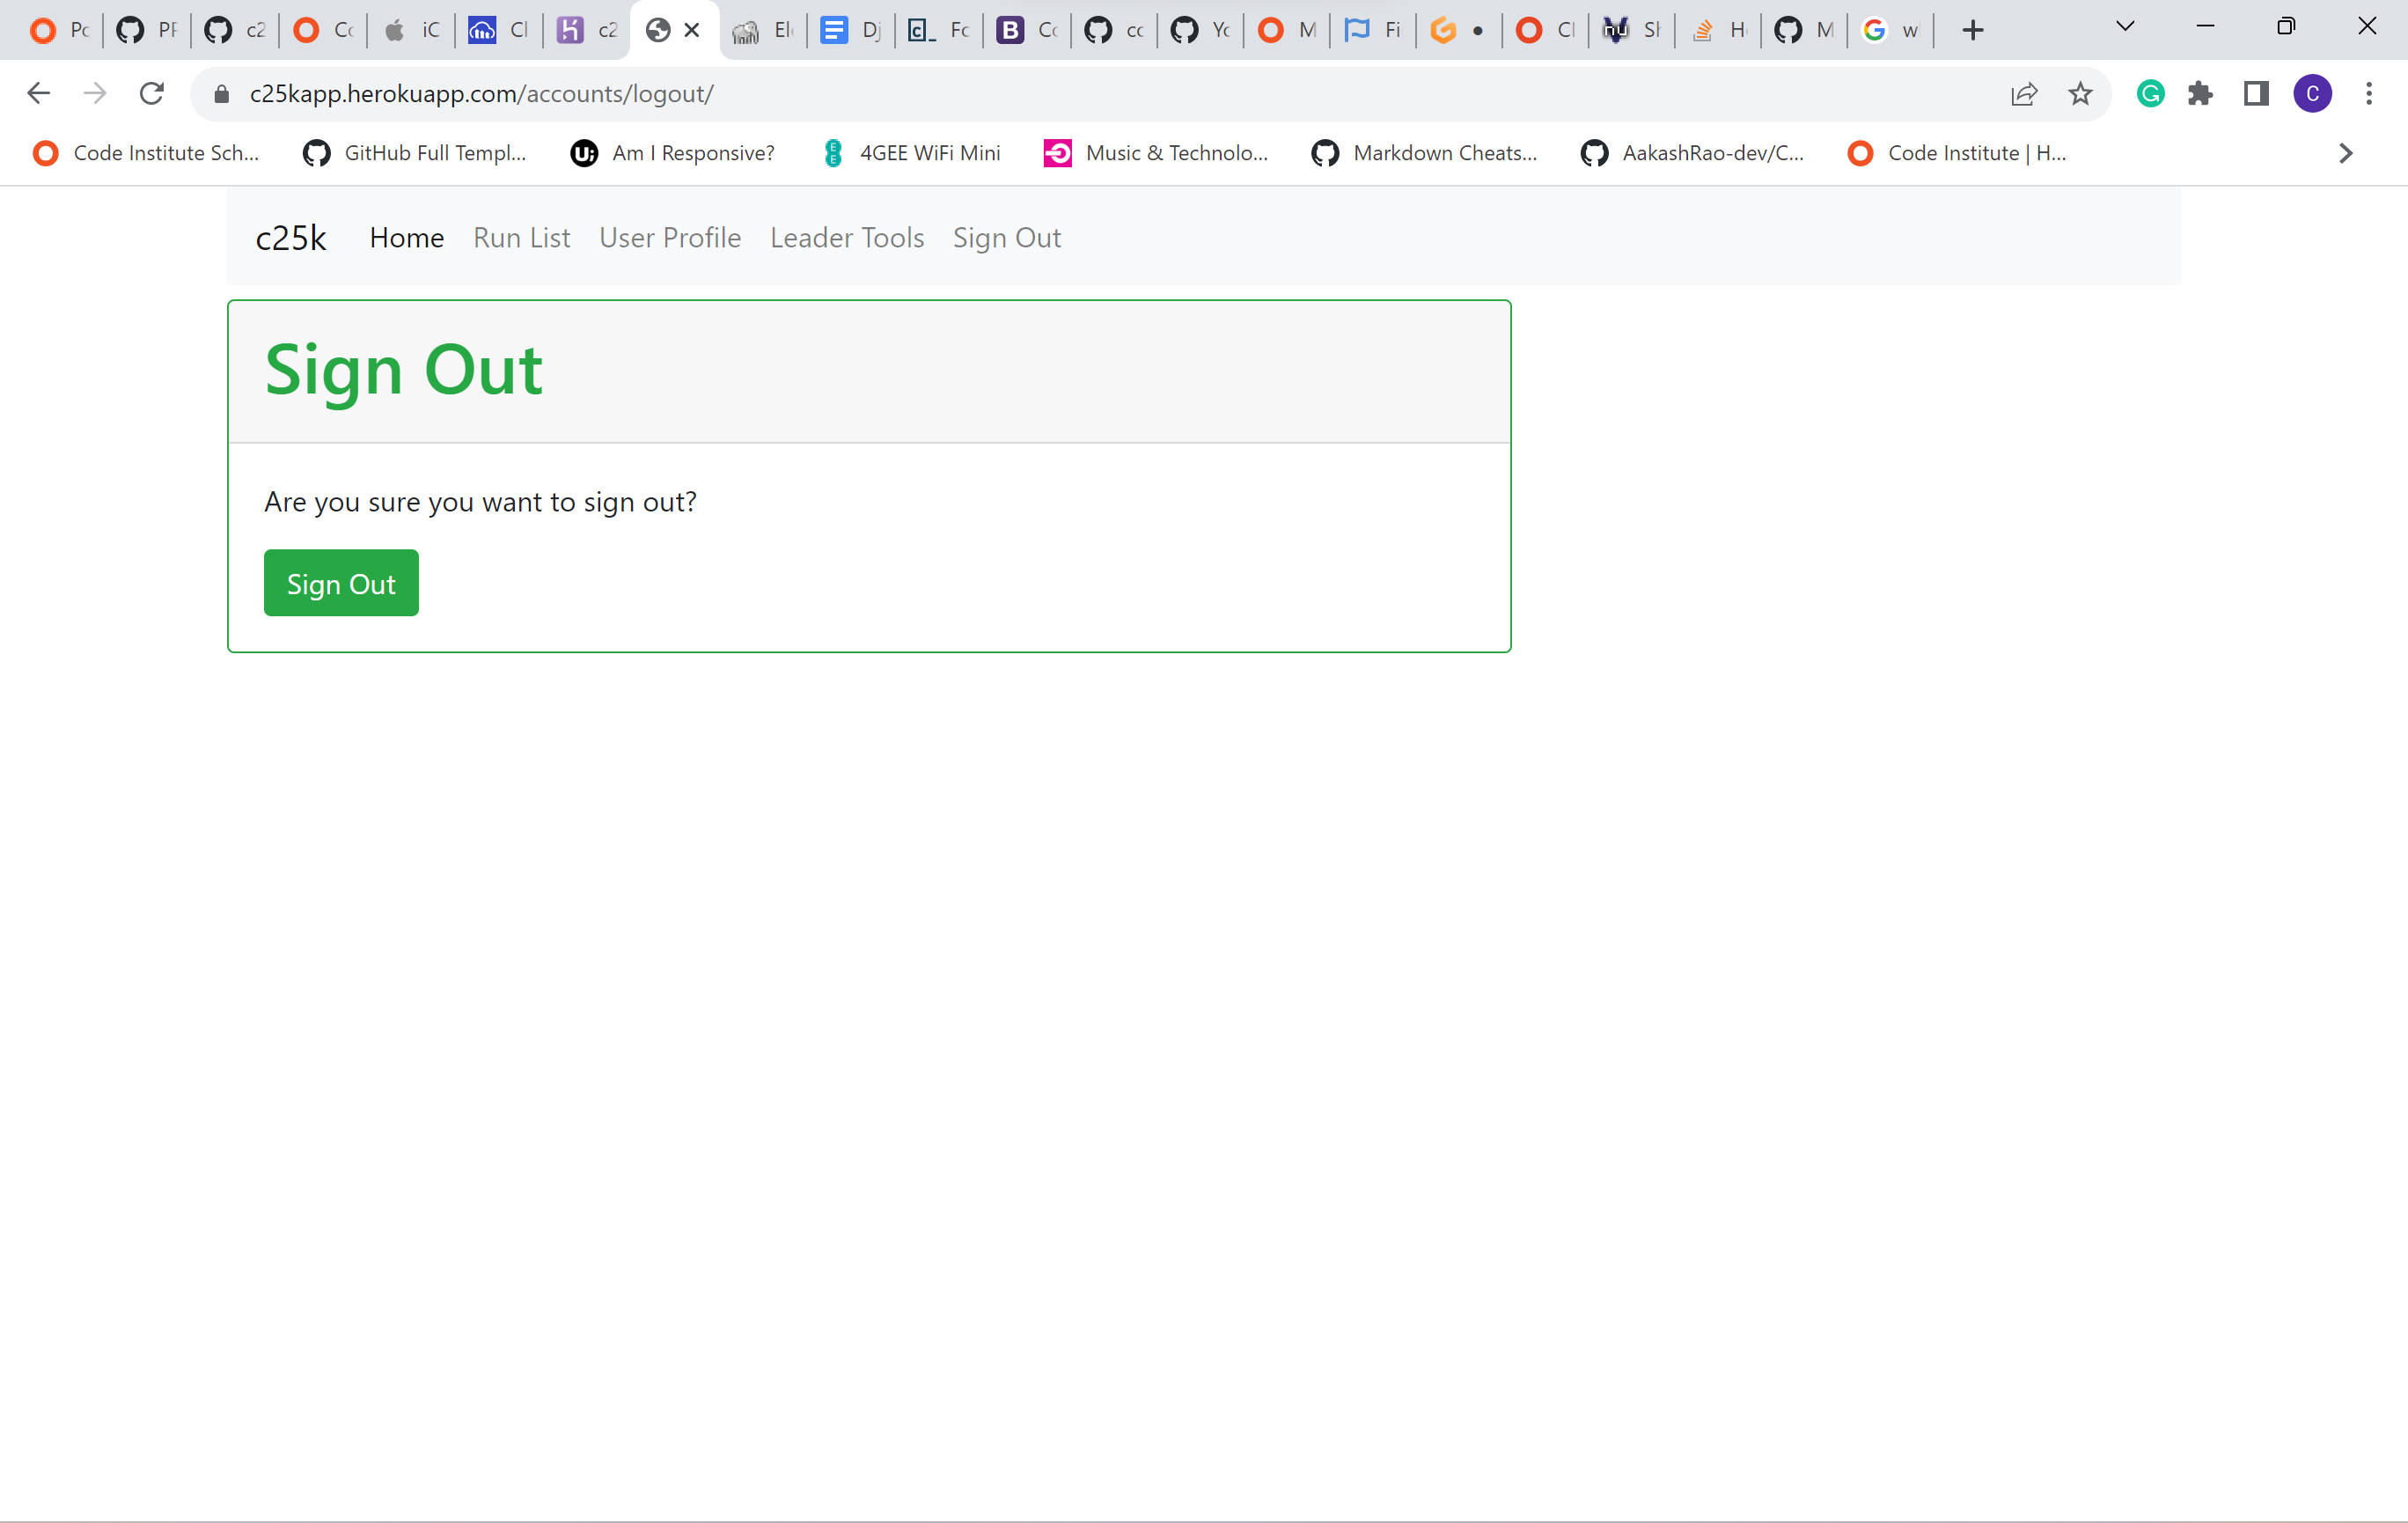 Pc PF c2 Cc iC Cl c2 El Dj Fc Cc cc Yc M Fi Cl Sh H M w
c25kapp.herokuapp.com/accounts/logout/ C
Code Institute Sch... GitHub Full Templ... Am I Responsive? 4GEE WiFi Mini Music & Technolo... Markdown Cheats... AakashRao-dev/C... Code Institute | H...
c25k Home Run List User Profile Leader Tools Sign Out
Sign Out
Are you sure you want to sign out?
Sign Out